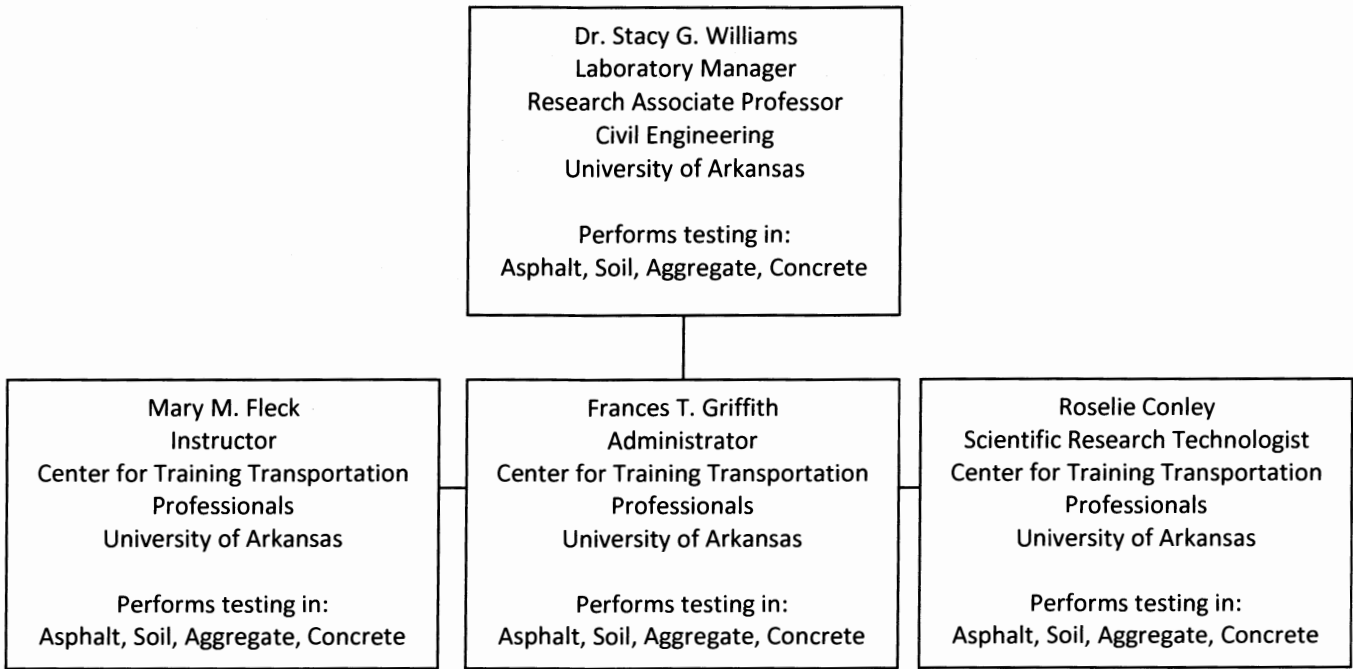 Dr. Stacy G. Williams
Laboratory Manager
Research Associate Professor
Civil Engineering
University of Arkansas
Performs testing in:
Asphalt, Soil, Aggregate, Concrete
Mary M. Fleck
Instructor
Center for Training Transportation
Professionals
University of Arkansas
Performs testing in:
Asphalt, Soil, Aggregate, Concrete
Frances T. Griffith
Administrator
Center for Training Transportation
Professionals
University of Arkansas
Performs testing in:
Asphalt, Soil, Aggregate, Concrete
Roselie Conley
Scientific Research Technologist
Center for Training Transportation
Professionals
University of Arkansas
Performs testing in:
Asphalt, Soil, Aggregate, Concrete